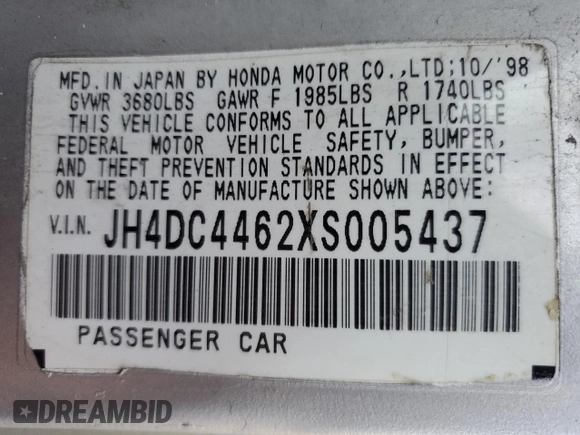 MFD. IN JAPAN BY HONDA MOTOR CO.,LTD;10/'98
GVWR 3680LBS GAWR F 1985LBS R 1740LBS
THIS VEHICLE CONFORMS TO ALL APPLICABLE
FEDERAL MOTOR VEHICLE SAFETY, BUMPER,
AND THEFT PREVENTION STANDARDS IN EFFECT
ON THE DATE OF MANUFACTURE SHOWN ABOVE:
V.I.N. JH4DC4462XS005437
PASSENGER CAR
DREAMBID